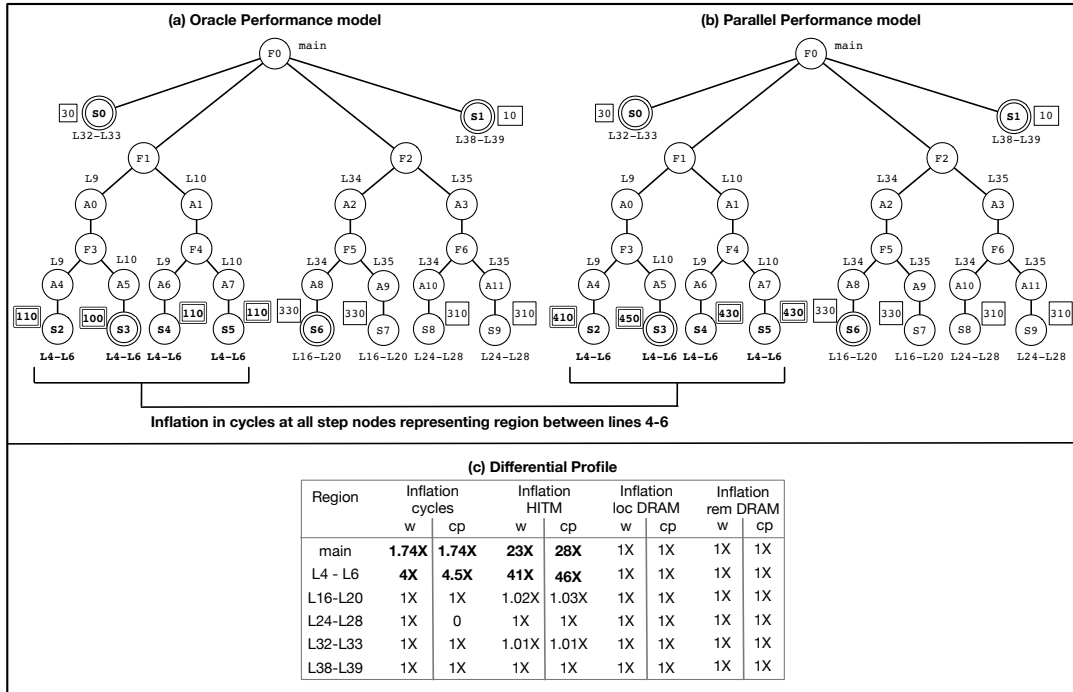 (a) Oracle Performance model
F0 main
30 S0 L32-L33
S1 10 L38-L39
F1
F2
L9 L10 L34 L35
A0 A1 A2 A3
F3 F4 F5 F6
L9 L10 L9 L10 L34 L35 L34 L35
A4 A5 A6 A7 A8 A9 A10 A11
110 100 110 110 330 330 310 310
S2 S3 S4 S5 S6 S7 S8 S9
L4-L6 L4-L6 L4-L6 L4-L6 L16-L20 L16-L20 L24-L28 L24-L28
(b) Parallel Performance model
F0 main
30 S0 L32-L33
S1 10 L38-L39
F1
F2
L9 L10 L34 L35
A0 A1 A2 A3
F3 F4 F5 F6
L9 L10 L9 L10 L34 L35 L34 L35
A4 A5 A6 A7 A8 A9 A10 A11
410 450 430 430 330 330 310 310
S2 S3 S4 S5 S6 S7 S8 S9
L4-L6 L4-L6 L4-L6 L4-L6 L16-L20 L16-L20 L24-L28 L24-L28
Inflation in cycles at all step nodes representing region between lines 4-6
(c) Differential Profile
Region Inflation Inflation Inflation Inflation
cycles HITM loc DRAM rem DRAM
w cp w cp w cp w cp
main 1.74X 1.74X 23X 28X 1X 1X 1X 1X
L4 - L6 4X 4.5X 41X 46X 1X 1X 1X 1X
L16-L20 1X 1X 1.02X 1.03X 1X 1X 1X 1X
L24-L28 1X 0 1X 1X 1X 1X 1X 1X
L32-L33 1X 1X 1.01X 1.01X 1X 1X 1X 1X
L38-L39 1X 1X 1X 1X 1X 1X 1X 1X